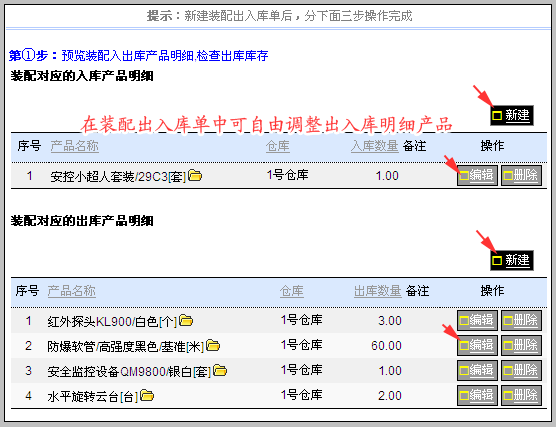 提示：新建装配出入库单后，分下面三步操作完成
第①步：预览装配入出库产品明细,检查出库库存
装配对应的入库产品明细
新建
在装配出入库单中可自由调整出入库明细产品
序号 产品名称 仓库 入库数量 备注 操作
1 安控小超人套装/29C3[套] 1号仓库 1.00 编辑 删除
装配对应的出库产品明细
新建
序号 产品名称 仓库 出库数量 备注 操作
1 红外探头KL900/白色[个] 1号仓库 3.00 编辑 删除
2 防爆软管/高强度黑色/基准[米] 1号仓库 60.00 编辑 删除
3 安全监控设备QM9800/银白[套] 1号仓库 1.00 编辑 删除
4 水平旋转云台[台] 1号仓库 2.00 编辑 删除